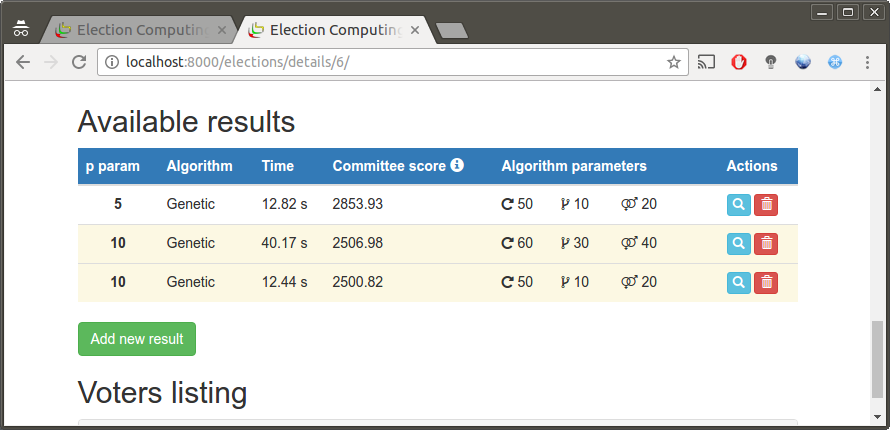 Election Computing
Election Computing
localhost:8000/elections/details/6/
Available results
p param Algorithm Time Committee score Algorithm parameters Actions
5 Genetic 12.82 s 2853.93 50 10 20
10 Genetic 40.17 s 2506.98 60 30 40
10 Genetic 12.44 s 2500.82 50 10 20
Add new result
Voters listing